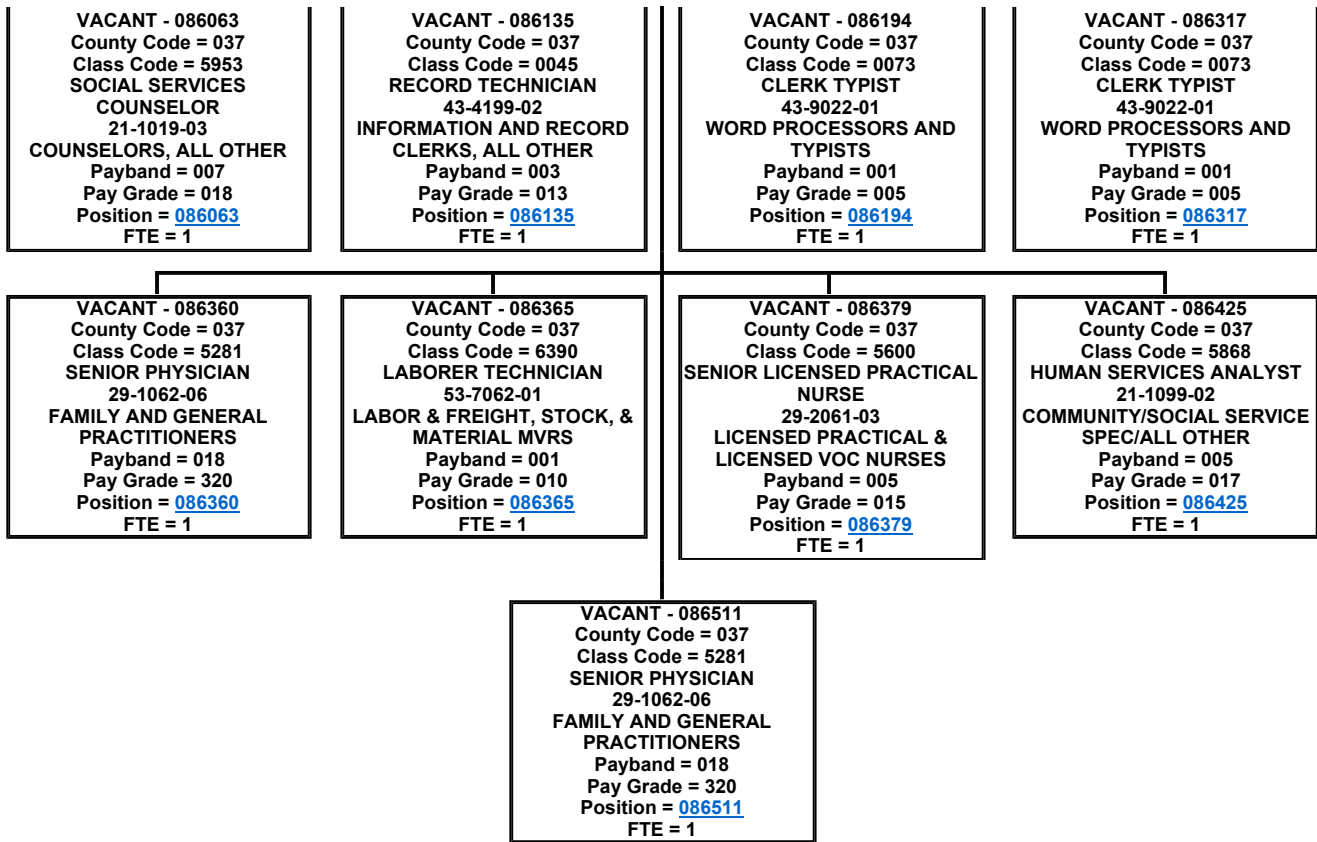 VACANT - 086063
County Code = 037
Class Code = 5953
SOCIAL SERVICES
COUNSELOR
21-1019-03
COUNSELORS, ALL OTHER
Payband = 007
Pay Grade = 018
Position = 086063
FTE = 1
VACANT - 086135
County Code = 037
Class Code = 0045
RECORD TECHNICIAN
43-4199-02
INFORMATION AND RECORD
CLERKS, ALL OTHER
Payband = 003
Pay Grade = 013
Position = 086135
FTE = 1
VACANT - 086194
County Code = 037
Class Code = 0073
CLERK TYPIST
43-9022-01
WORD PROCESSORS AND
TYPISTS
Payband = 001
Pay Grade = 005
Position = 086194
FTE = 1
VACANT - 086317
County Code = 037
Class Code = 0073
CLERK TYPIST
43-9022-01
WORD PROCESSORS AND
TYPISTS
Payband = 001
Pay Grade = 005
Position = 086317
FTE = 1
VACANT - 086360
County Code = 037
Class Code = 5281
SENIOR PHYSICIAN
29-1062-06
FAMILY AND GENERAL
PRACTITIONERS
Payband = 018
Pay Grade = 320
Position = 086360
FTE = 1
VACANT - 086365
County Code = 037
Class Code = 6390
LABORER TECHNICIAN
53-7062-01
LABOR & FREIGHT, STOCK, &
MATERIAL MVRS
Payband = 001
Pay Grade = 010
Position = 086365
FTE = 1
VACANT - 086379
County Code = 037
Class Code = 5600
SENIOR LICENSED PRACTICAL
NURSE
29-2061-03
LICENSED PRACTICAL &
LICENSED VOC NURSES
Payband = 005
Pay Grade = 015
Position = 086379
FTE = 1
VACANT - 086425
County Code = 037
Class Code = 5868
HUMAN SERVICES ANALYST
21-1099-02
COMMUNITY/SOCIAL SERVICE
SPEC/ALL OTHER
Payband = 005
Pay Grade = 017
Position = 086425
FTE = 1
VACANT - 086511
County Code = 037
Class Code = 5281
SENIOR PHYSICIAN
29-1062-06
FAMILY AND GENERAL
PRACTITIONERS
Payband = 018
Pay Grade = 320
Position = 086511
FTE = 1